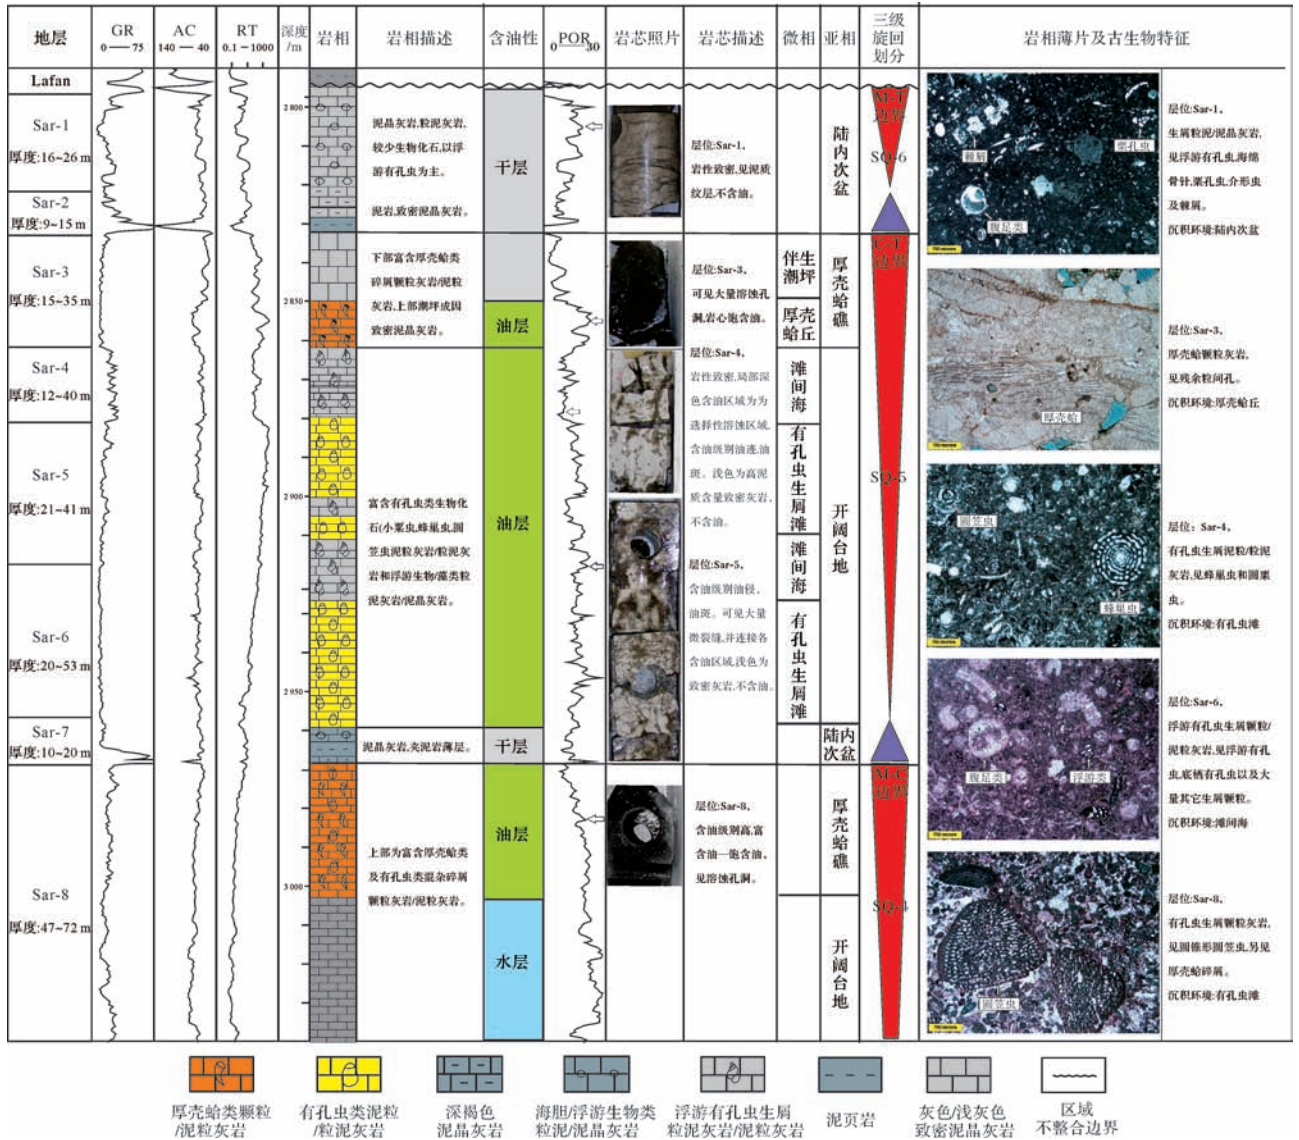 地层
GR
0 — 75
AC
140 — 40
RT
0.1 — 1000
深度
/m
岩相
岩相描述
含油性
POR
0 30
岩芯照片
岩芯描述
微相
亚相
三级
旋回
划分
岩相薄片及古生物特征
Lafan
Sar-1
厚度:16~26 m
Sar-2
厚度:9~15 m
Sar-3
厚度:15~35 m
Sar-4
厚度:12~40 m
Sar-5
厚度:21~41 m
Sar-6
厚度:20~53 m
Sar-7
厚度:10~20 m
Sar-8
厚度:47~72 m
2 800
2 850
2 900
2 950
3 000
泥晶灰岩,粒泥灰岩,
较少生物化石,以浮
游有孔虫为主。
泥岩,致密泥晶灰岩。
下部富含厚壳蛤类
碎屑颗粒灰岩/泥粒
灰岩,上部潮坪成因
致密泥晶灰岩。
富含有孔虫类生物化
石(小栗虫,蜂巢虫,圆
笠虫泥粒灰岩/粒泥灰
岩和浮游生物/藻类粒
泥灰岩/泥晶灰岩。
泥晶灰岩,夹泥岩薄层。
上部为富含厚壳蛤类
及有孔虫类混杂碎屑
颗粒灰岩/泥粒灰岩。
干层
油层
油层
干层
油层
水层
层位:Sar-1,
岩性致密,见泥质
纹层,不含油。
层位:Sar-3,
可见大量溶蚀孔
洞,岩心饱含油。
层位:Sar-4,
岩性致密,局部深
色含油区域为为
选择性溶蚀区域,
含油级别油迹,油
斑。浅色为高泥
质含量致密灰岩,
不含油。
层位:Sar-5,
含油级别油侵,
油斑。可见大量
微裂缝,并连接各
含油区域,浅色为
致密灰岩,不含油。
层位:Sar-8,
含油级别高,富
含油—饱含油,
见溶蚀孔洞。
伴生
潮坪
厚壳
蛤丘
滩间海
有孔虫生屑滩
滩间海
有孔虫生屑滩
陆内次盆
厚壳蛤礁
开阔台地
陆内
次盆
厚壳蛤礁
开阔台地
M-T
边界
SQ-6
C-T
边界
SQ-5
M-C
边界
SQ-4
棘屑
栗孔虫
腹足类
层位:Sar-1,
生屑粒泥/泥晶灰岩,
见浮游有孔虫,海绵
骨针,栗孔虫,介形虫
及棘屑。
沉积环境:陆内次盆
厚壳蛤
层位:Sar-3,
厚壳蛤颗粒灰岩,
见残余粒间孔。
沉积环境:厚壳蛤丘
圆笠虫
蜂巢虫
层位: Sar-4,
有孔虫生屑泥粒/粒泥
灰岩,见蜂巢虫和圆栗
虫。
沉积环境:有孔虫滩
腹足类
浮游类
层位:Sar-6,
浮游有孔虫生屑颗粒/
泥粒灰岩,见浮游有孔
虫,底栖有孔虫以及大
量其它生屑颗粒。
沉积环境:滩间海
圆笠虫
层位:Sar-8,
有孔虫生屑颗粒灰岩,
见圆锥形圆笠虫,另见
厚壳蛤碎屑。
沉积环境:有孔虫滩
厚壳蛤类颗粒
/泥粒灰岩
有孔虫类泥粒
/粒泥灰岩
深褐色
泥晶灰岩
海胆/浮游生物类
粒泥/泥晶灰岩
浮游有孔虫生屑
粒泥灰岩/泥粒灰岩
泥页岩
灰色/浅灰色
致密泥晶灰岩
区域
不整合边界